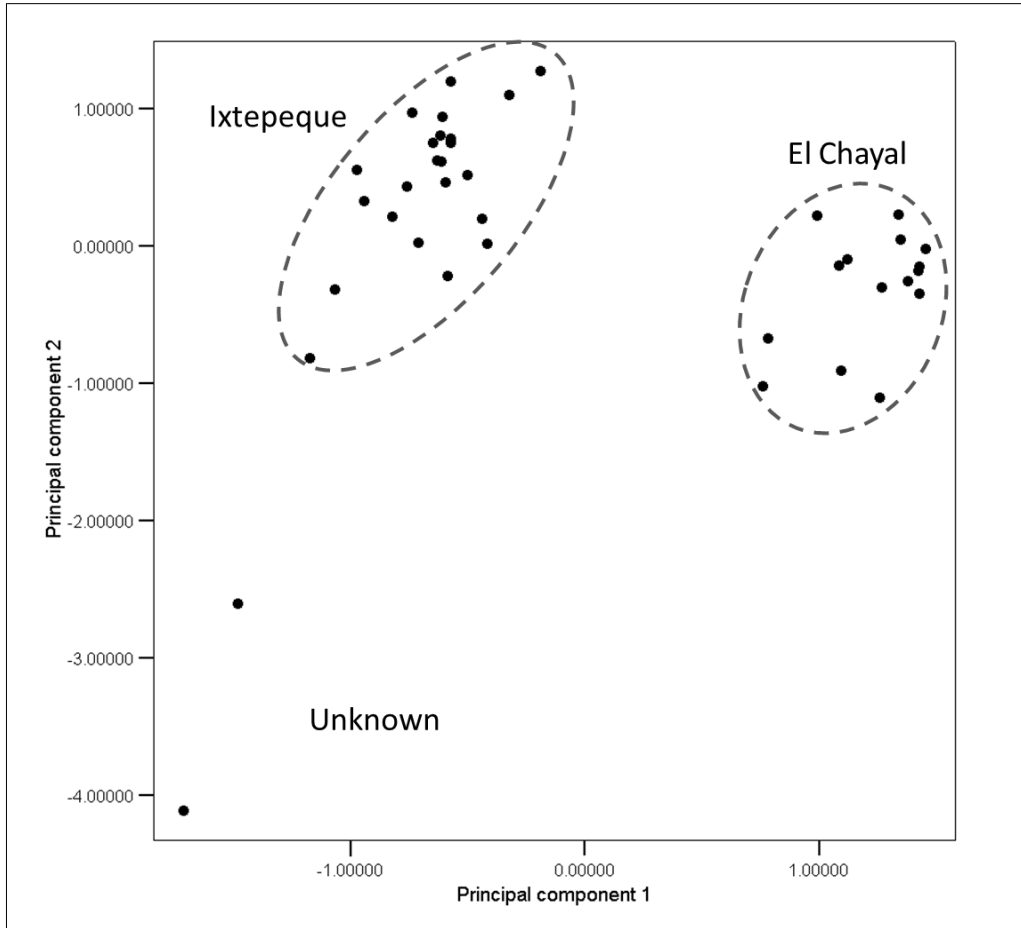 Ixtepeque
El Chayal
Unknown
Principal component 2
1.00000
0.00000
-1.00000
-2.00000
-3.00000
-4.00000
-1.00000
0.00000
1.00000
Principal component 1